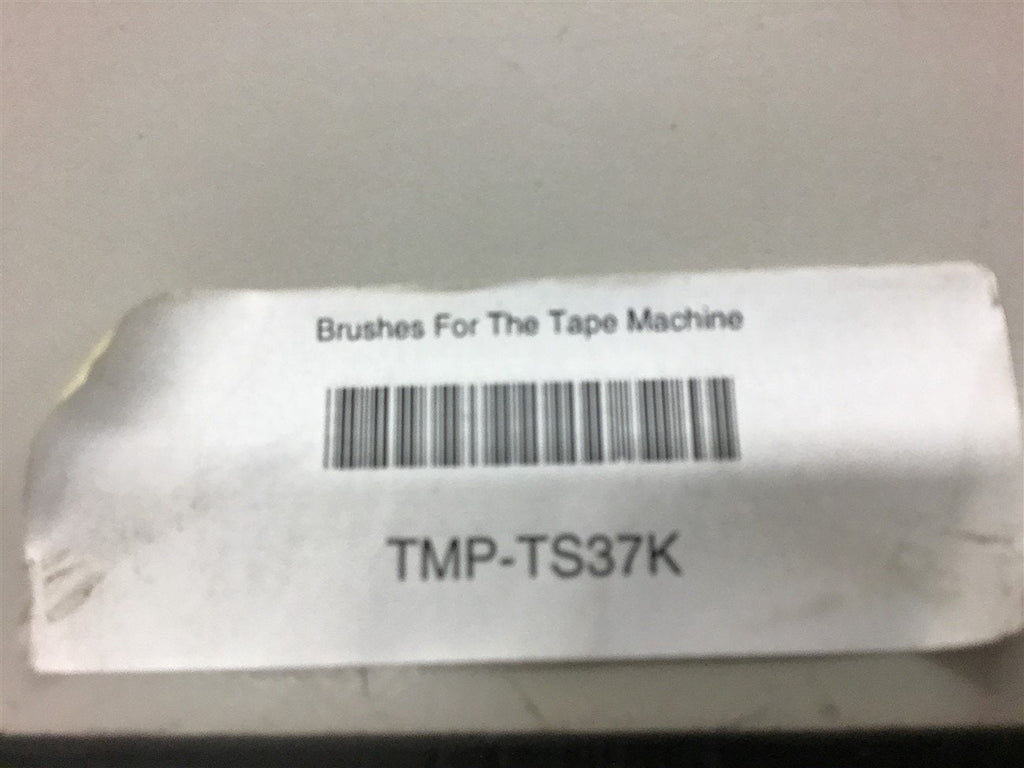 Brushes For The Tape Machine
TMP-TS37K